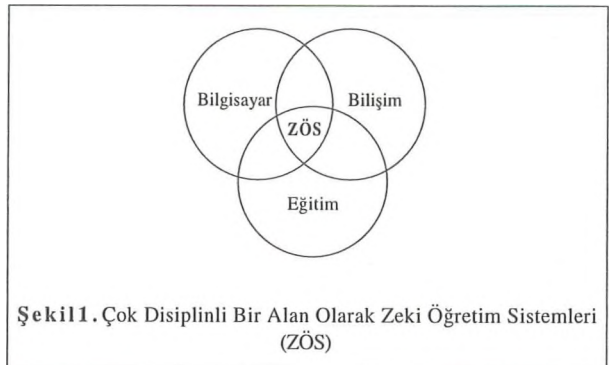 Bilgisayar
Bilişim
ZÖS
Eğitim
Şekil1. Çok Disiplinli Bir Alan Olarak Zeki Öğretim Sistemleri
(ZÖS)